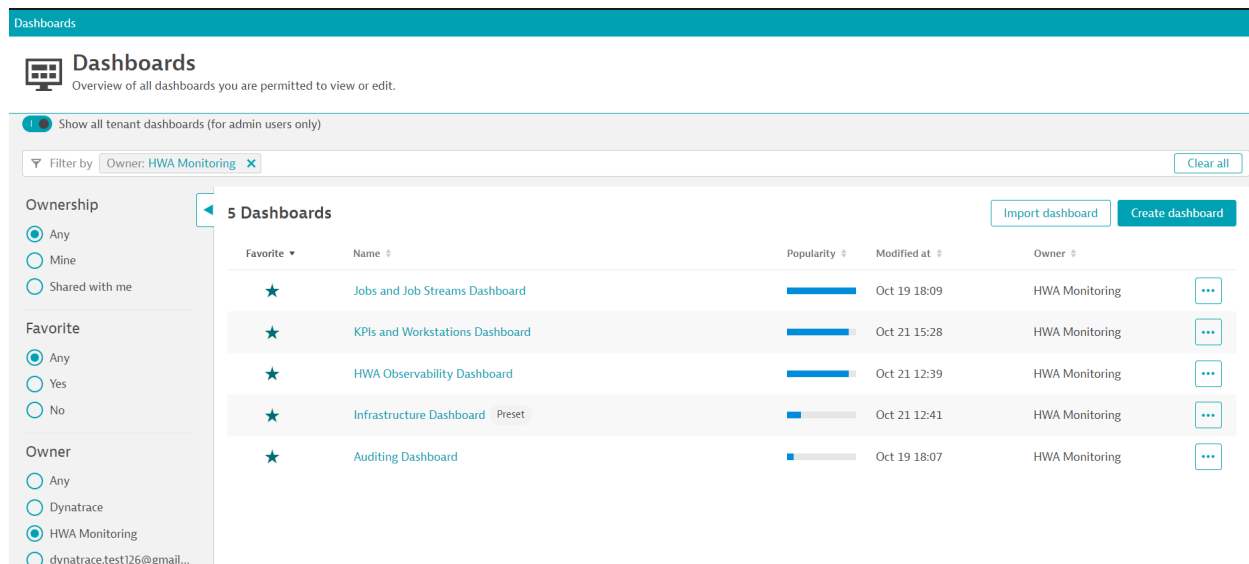 Dashboards
Dashboards
Overview of all dashboards you are permitted to view or edit.
Show all tenant dashboards (for admin users only)
Filter by Owner: HWA Monitoring Clear all
Ownership
Any
Mine
Shared with me
Favorite
Any
Yes
No
Owner
Any
Dynatrace
HWA Monitoring
dynatrace.test126@gmail...
5 Dashboards Import dashboard Create dashboard
Favorite Name Popularity Modified at Owner
Jobs and Job Streams Dashboard Oct 19 18:09 HWA Monitoring
KPIs and Workstations Dashboard Oct 21 15:28 HWA Monitoring
HWA Observability Dashboard Oct 21 12:39 HWA Monitoring
Infrastructure Dashboard Preset Oct 21 12:41 HWA Monitoring
Auditing Dashboard Oct 19 18:07 HWA Monitoring